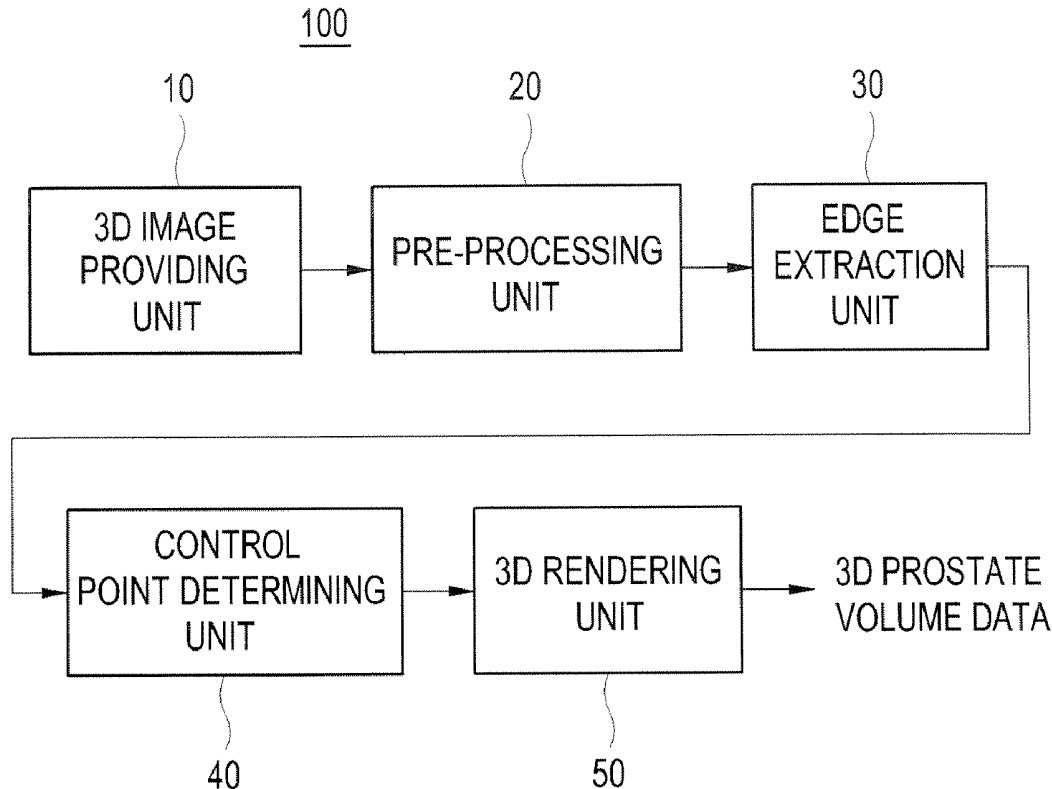 100
10
20
30
3D IMAGE
PROVIDING
UNIT
PRE-PROCESSING
UNIT
EDGE
EXTRACTION
UNIT
CONTROL
POINT DETERMINING
UNIT
3D RENDERING
UNIT
3D PROSTATE
VOLUME DATA
40
50